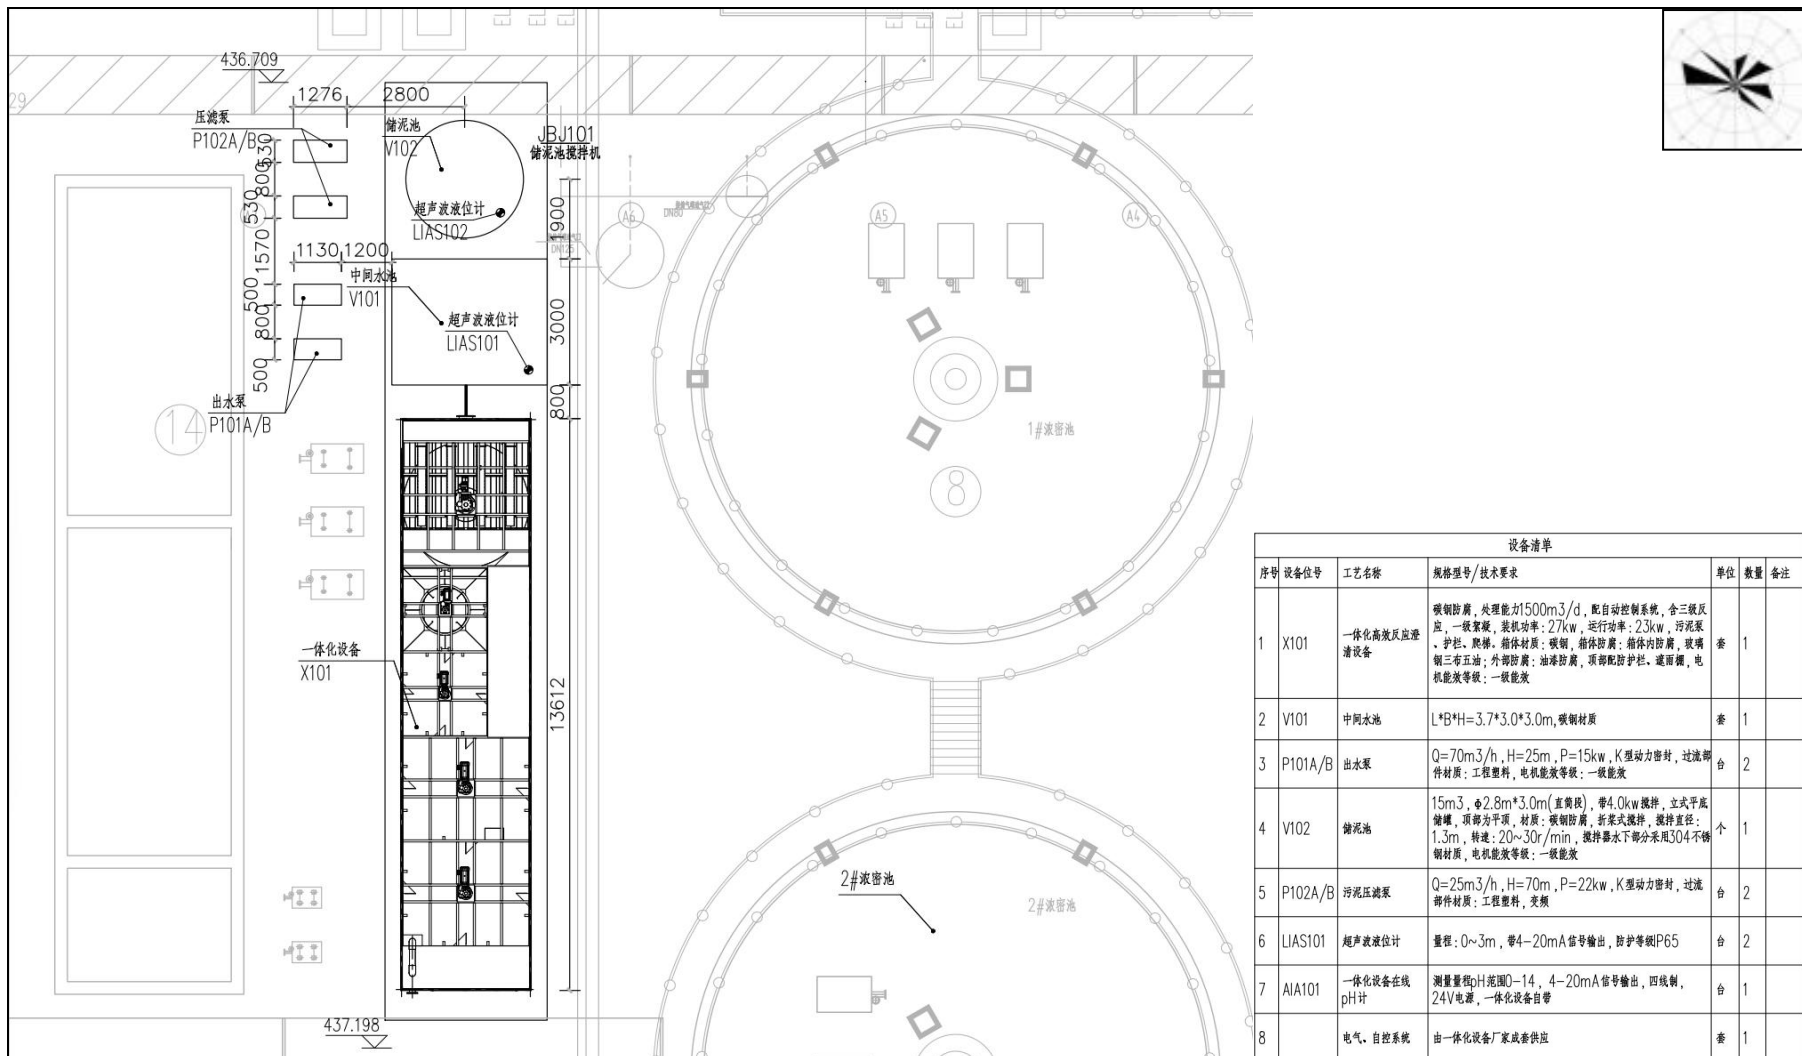 436.709
29
1276
2800
压滤泵
P102A/B
储泥池
V102
JBJ101
储泥池搅拌机
530
800
530
1570
500
800
500
超声波液位计
LIAS102
1900
1130
1200
中间水池
V101
超声波液位计
LIAS101
3000
800
出水泵
P101A/B
14
一体化设备
X101
13612
437.198
A6
DN80
DN125
A5
A4
1#浓密池
8
2#浓密池
2#浓密池
设备清单
序号 设备位号 工艺名称 规格型号/技术要求 单位 数量 备注
1 X101 一体化高效反应澄清设备 碳钢防腐，处理能力1500m3/d，配自动控制系统，含三级反
应，一级絮凝，装机功率：27kw，运行功率：23kw，污泥泵
、护栏、爬梯。箱体材质：碳钢，箱体防腐：箱体内防腐，玻璃
钢三布五油；外部防腐：油漆防腐，顶部配防护栏、遮雨棚，电
机能效等级：一级能效 套 1
2 V101 中间水池 L*B*H=3.7*3.0*3.0m,碳钢材质 套 1
3 P101A/B 出水泵 Q=70m3/h，H=25m，P=15kw，K型动力密封，过流部
件材质：工程塑料，电机能效等级：一级能效 台 2
4 V102 储泥池 15m3，φ2.8m*3.0m(直筒段)，带4.0kw搅拌，立式平底
储罐，顶部为平顶，材质：碳钢防腐，折桨式搅拌，搅拌直径：
1.3m，转速：20~30r/min，搅拌器水下部分采用304不锈
钢材质，电机能效等级：一级能效 个 1
5 P102A/B 污泥压滤泵 Q=25m3/h，H=70m，P=22kw，K型动力密封，过流
部件材质：工程塑料，变频 台 2
6 LIAS101 超声波液位计 量程：0~3m，带4-20mA信号输出，防护等级IP65 台 2
7 AIA101 一体化设备在线pH计 测量量程pH范围0-14，4-20mA信号输出，四线制，
24V电源，一体化设备自带 台 1
8 电气、自控系统 由一体化设备厂家成套供应 套 1